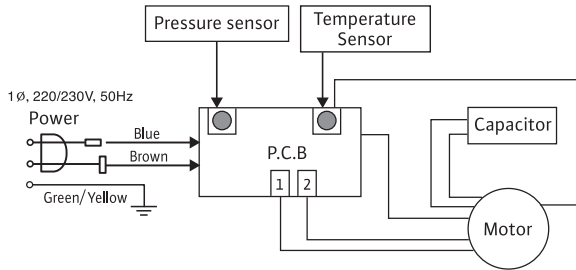 Pressure sensor
Temperature
Sensor
1Ø, 220/230V, 50Hz
Power
Blue
Brown
Green/Yellow
P.C.B
1 2
Capacitor
Motor